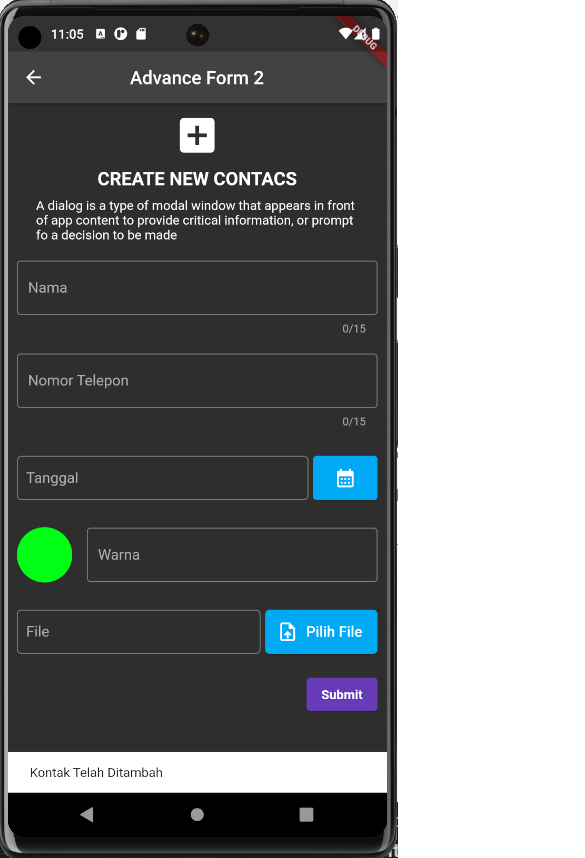 11:05
DEBUG
Advance Form 2
CREATE NEW CONTACS
A dialog is a type of modal window that appears in front
of app content to provide critical information, or prompt
fo a decision to be made
Nama
0/15
Nomor Telepon
0/15
Tanggal
Warna
File
Pilih File
Submit
Kontak Telah Ditambah